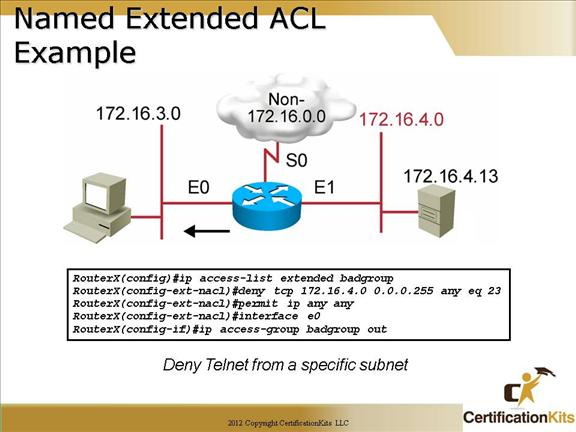 Named Extended ACL
Example
Non-
172.16.0.0
172.16.3.0
172.16.4.0
S0
172.16.4.13
E0
E1
RouterX(config)#ip access-list extended badgroup
RouterX(config-ext-nacl)#deny tcp 172.16.4.0 0.0.0.255 any eq 23
RouterX(config-ext-nacl)#permit ip any any
RouterX(config-ext-nacl)#interface e0
RouterX(config-if)#ip access-group badgroup out
Deny Telnet from a specific subnet
2012 Copyright CertificationKits LLC
CertificationKits